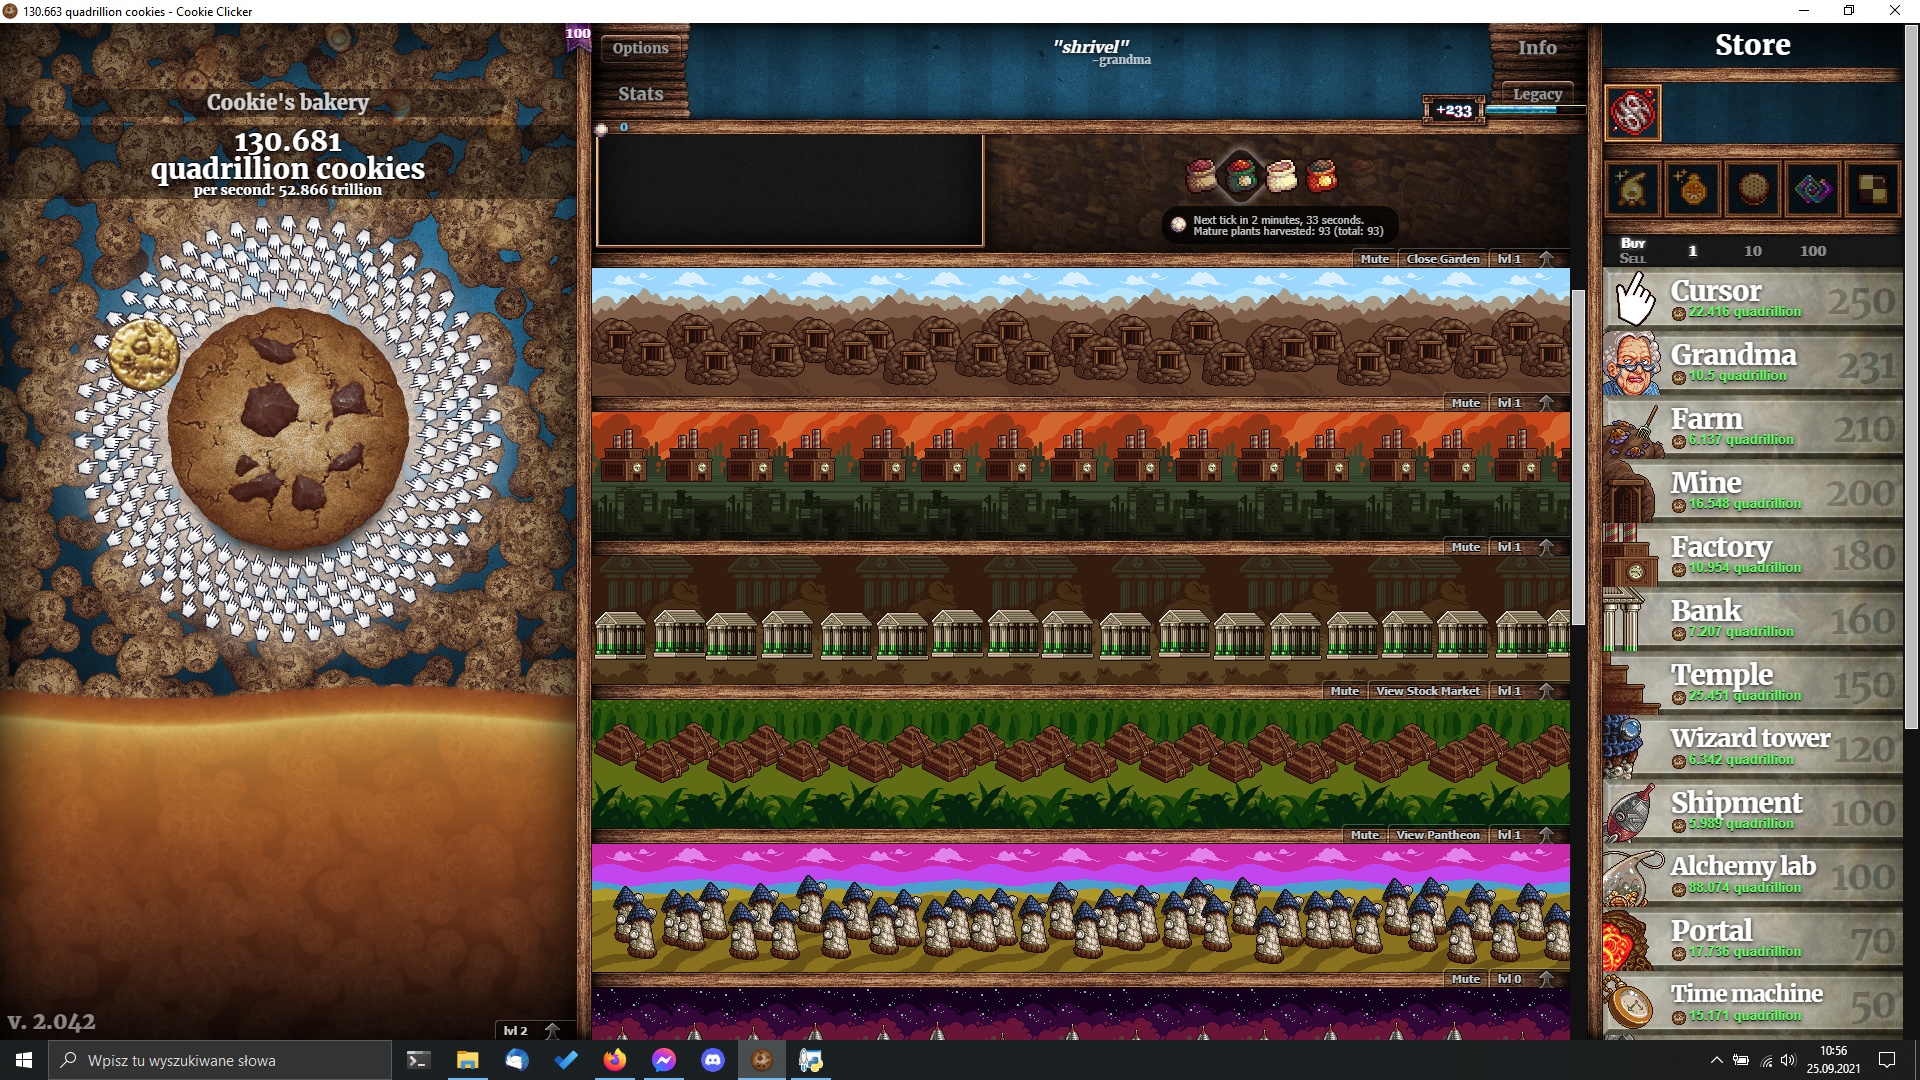 130.663 quadrillion cookies - Cookie Clicker
100
Options
Stats
"shrivel"
-grandma
Info
Legacy
+233
0
Cookie's bakery
130.681
quadrillion cookies
per second: 52.866 trillion
Next tick in 2 minutes, 33 seconds.
Mature plants harvested: 93 (total: 93)
Mute Close Garden lvl 1
Mute lvl 1
Mute lvl 1
Mute View Stock Market lvl 1
Mute View Pantheon lvl 1
Mute lvl 0
v. 2.042
lvl 2
Store
Buy
Sell
1 10 100
Cursor 250
22.416 quadrillion
Grandma 231
10.5 quadrillion
Farm 210
6.137 quadrillion
Mine 200
16.548 quadrillion
Factory 180
10.954 quadrillion
Bank 160
7.207 quadrillion
Temple 150
25.451 quadrillion
Wizard tower 120
6.342 quadrillion
Shipment 100
5.989 quadrillion
Alchemy lab 100
88.074 quadrillion
Portal 70
17.736 quadrillion
Time machine 50
15.171 quadrillion
Wpisz tu wyszukiwane słowa
10:56
25.09.2021